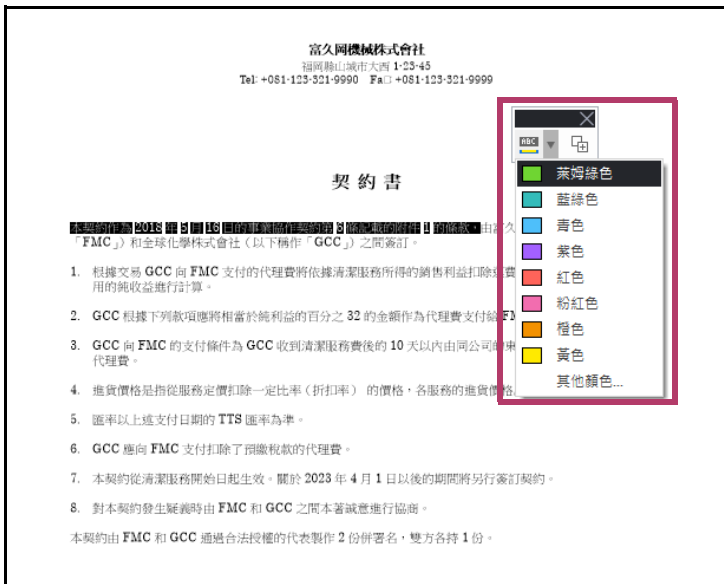 富久岡機械株式會社
福岡縣山城市大西 1-23-45
Tel: +081-123-321-9990 Fa□ +081-123-321-9999
ABC
契約書
萊姆綠色
藍綠色
青色
紫色
紅色
粉紅色
橙色
黃色
其他顏色...
本契約作為 2018 年 5 月 16 日的事業協作契約第 5 條記載的附件 1 的條款，由富久
「FMC」）和全球化學株式會社（以下稱作「GCC」）之間簽訂。
1. 根據交易 GCC 向 FMC 支付的代理費將依據清潔服務所得的銷售利益扣除運費
用的純收益進行計算。
2. GCC 根據下列款項應將相當於純利益的百分之 32 的金額作為代理費支付給 FM
3. GCC 向 FMC 的支付條件為 GCC 收到清潔服務費後的 10 天以內由同公司的東
代理費。
4. 進貨價格是指從服務定價扣除一定比率（折扣率） 的價格，各服務的進貨價格
5. 匯率以上述支付日期的 TTS 匯率為準。
6. GCC 應向 FMC 支付扣除了預繳稅款的代理費。
7. 本契約從清潔服務開始日起生效。關於 2023 年 4 月 1 日以後的期間將另行簽訂契約。
8. 對本契約發生疑義時由 FMC 和 GCC 之間本著誠意進行協商。
本契約由 FMC 和 GCC 通過合法授權的代表製作 2 份併署名，雙方各持 1 份。